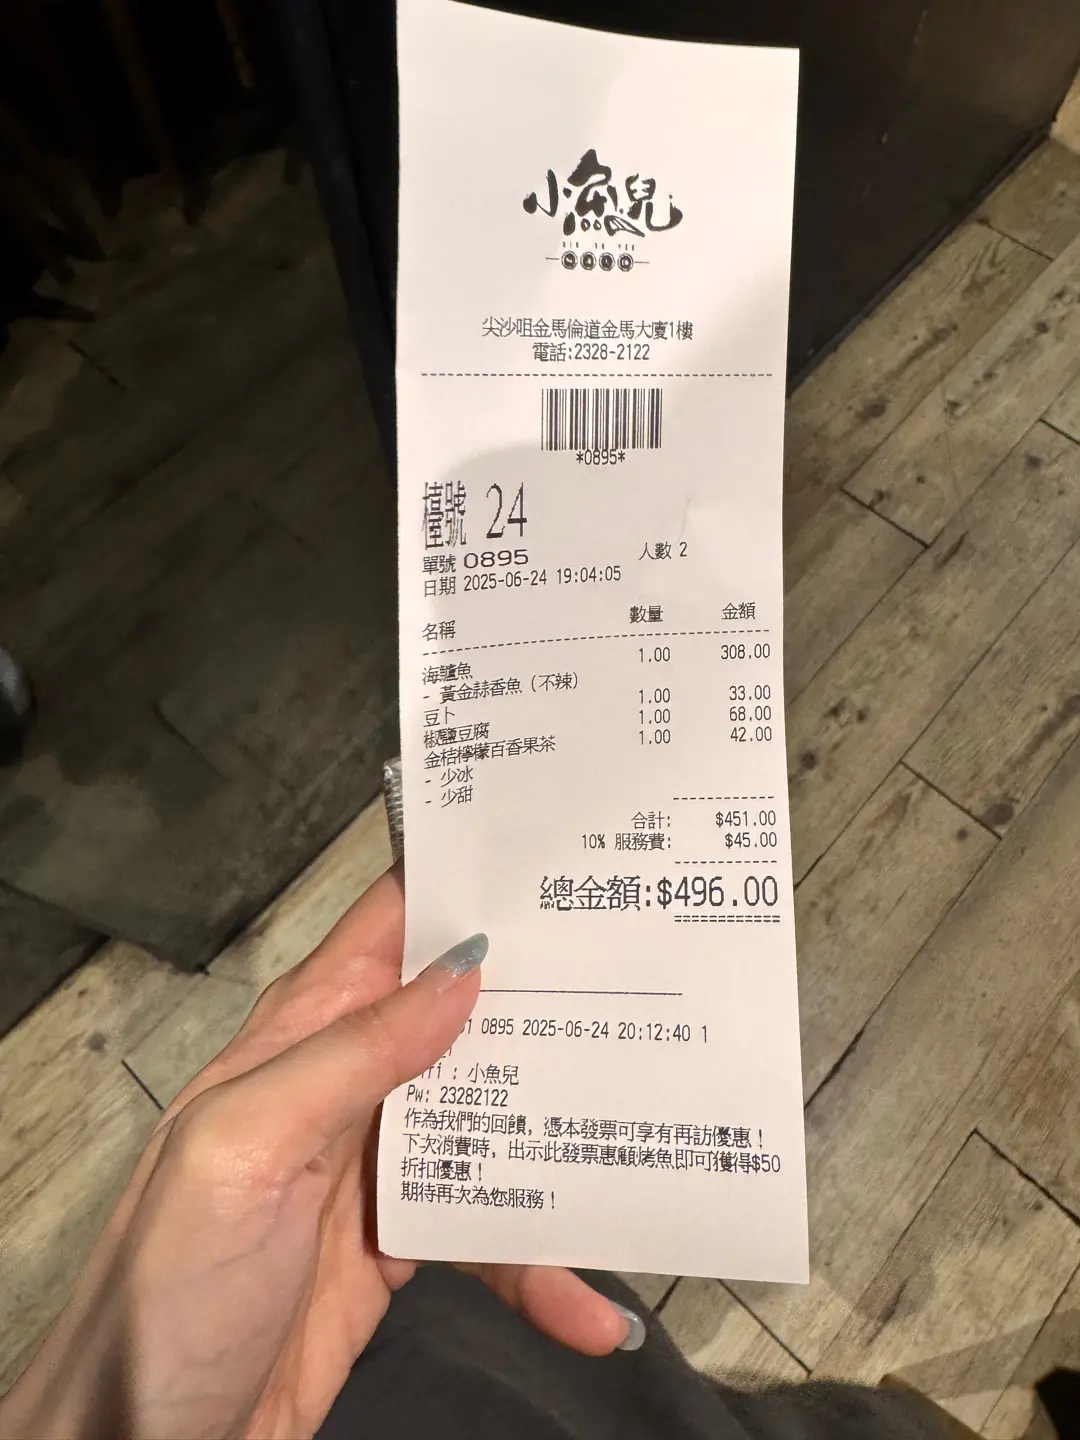 小魚兒
SIU YU YEE
尖沙咀金馬倫道金馬大廈1樓
電話:2328-2122
*0895*
檯號 24
單號 0895 人數 2
日期 2025-06-24 19:04:05
名稱 數量 金額
海鱸魚 1.00 308.00
- 黃金蒜香魚（不辣）
豆卜 1.00 33.00
椒鹽豆腐 1.00 68.00
金桔檸檬百香果茶 1.00 42.00
- 少冰
- 少甜
合計: $451.00
10% 服務費: $45.00
總金額:$496.00
0895 2025-06-24 20:12:40 1
: 小魚兒
Pw: 23282122
作為我們的回饋，憑本發票可享有再訪優惠！
下次消費時，出示此發票惠顧烤魚即可獲得$50
折扣優惠！
期待再次為您服務！